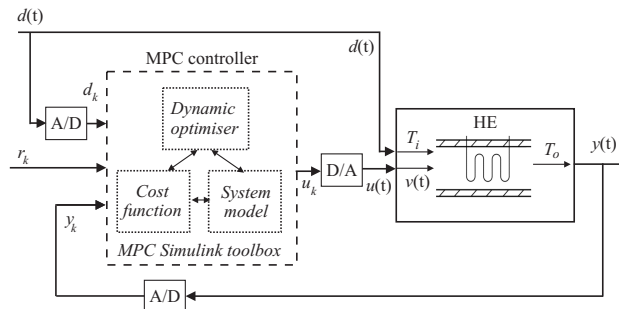 d(t)
d(t)
MPC controller
d_k
A/D
Dynamic
optimiser
HE
T_i
T_o
y(t)
r_k
D/A
u_k
u(t)
v(t)
Cost
function
System
model
y_k
MPC Simulink toolbox
A/D